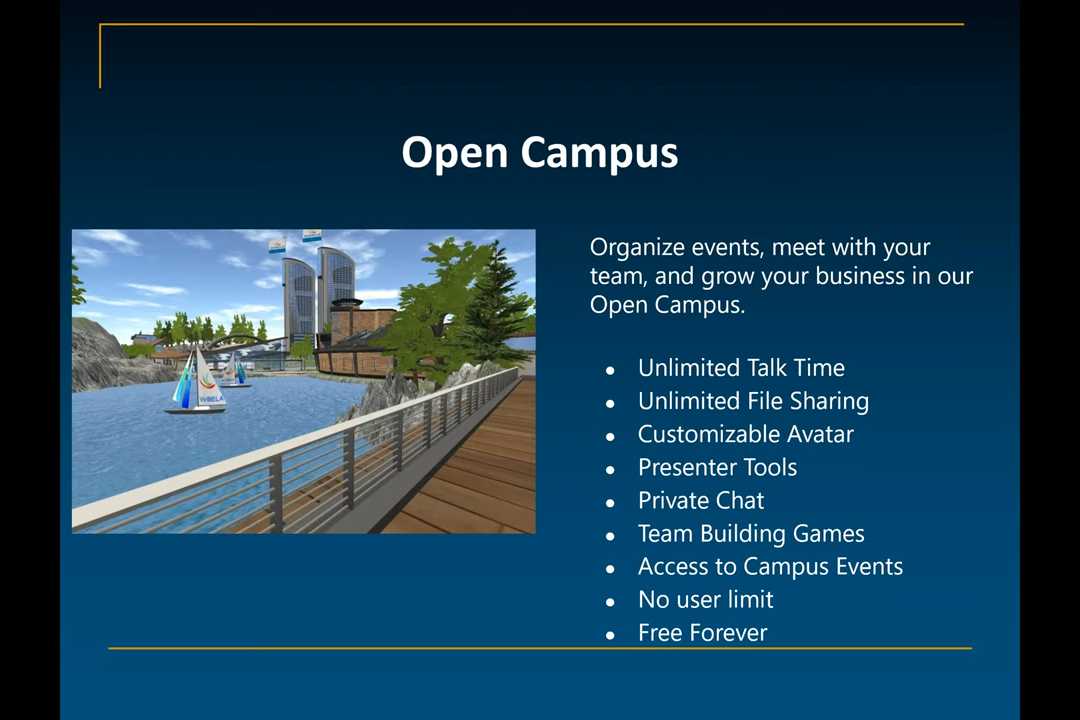 Open Campus
VirBELA
Organize events, meet with your
team, and grow your business in our
Open Campus.
• Unlimited Talk Time
• Unlimited File Sharing
• Customizable Avatar
• Presenter Tools
• Private Chat
• Team Building Games
• Access to Campus Events
• No user limit
• Free Forever